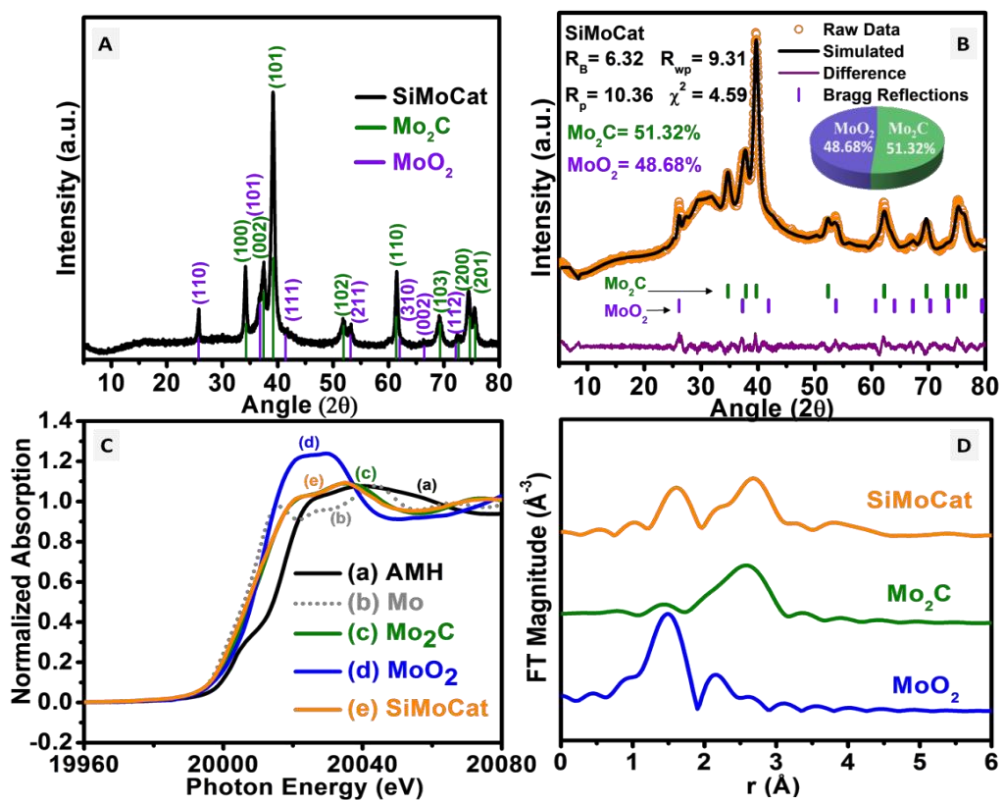 A
(101)
SiMoCat
Mo2C
MoO2
(110)
(100)
(002)
(101)
(111)
(102)
(211)
(110)
(310)
(002)
(103)
(112)
(200)
(201)
Intensity (a.u.)
10 20 30 40 50 60 70 80
Angle (2θ)
B
SiMoCat
RB = 6.32 Rwp = 9.31
Rp = 10.36 χ2 = 4.59
Mo2C= 51.32%
MoO2= 48.68%
Raw Data
Simulated
Difference
Bragg Reflections
MoO2
48.68%
Mo2C
51.32%
Mo2C
MoO2
Intensity (a.u.)
10 20 30 40 50 60 70 80
Angle (2θ)
C
1.4
1.2
1.0
0.8
0.6
0.4
0.2
0.0
-0.2
Normalized Absorption
(d)
(e)
(c)
(a)
(b)
(a) AMH
(b) Mo
(c) Mo2C
(d) MoO2
(e) SiMoCat
19960 20000 20040 20080
Photon Energy (eV)
D
FT Magnitude (Å-3)
SiMoCat
Mo2C
MoO2
0 1 2 3 4 5 6
r (Å)